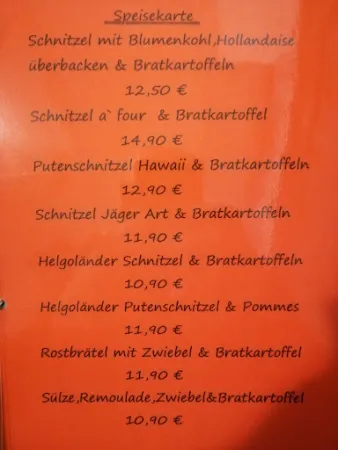 Speisekarte
Schnitzel mit Blumenkohl,Hollandaise
überbacken & Bratkartoffeln
12,50 €
Schnitzel a` four & Bratkartoffel
14,90 €
Putenschnitzel Hawaii & Bratkartoffeln
12,90 €
Schnitzel Jäger Art & Bratkartoffeln
11,90 €
Helgoländer Schnitzel & Bratkartoffeln
10,90 €
Helgoländer Putenschnitzel & Pommes
11,90 €
Rostbrätel mit Zwiebel & Bratkartoffel
11,90 €
Sülze,Remoulade,Zwiebel&Bratkartoffel
10,90 €